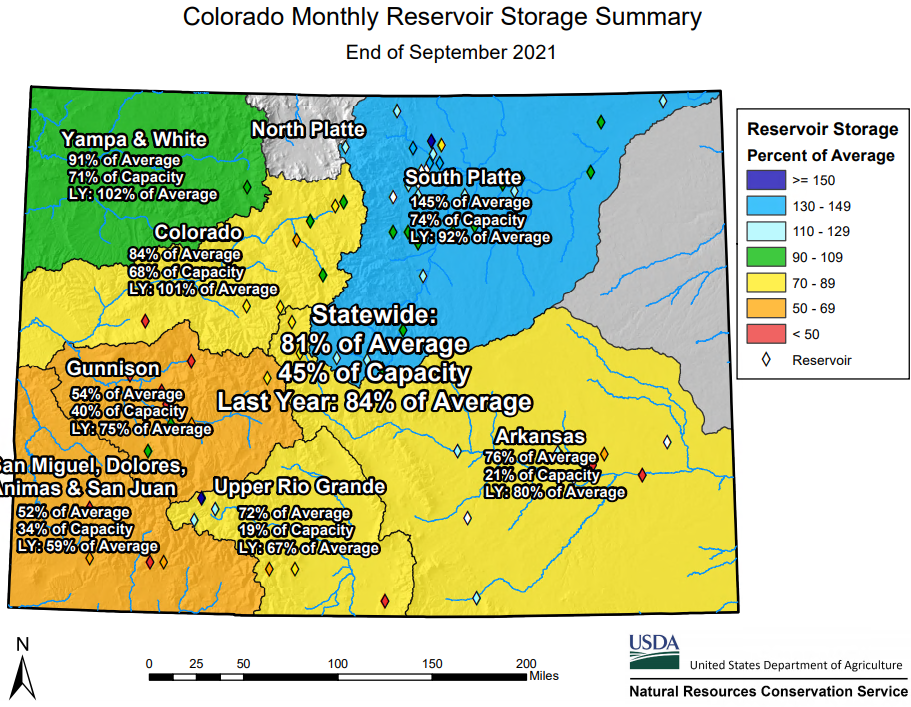 Colorado Monthly Reservoir Storage Summary
End of September 2021
Yampa & White
91% of Average
71% of Capacity
LY: 102% of Average
North Platte
South Platte
145% of Average
74% of Capacity
LY: 92% of Average
Colorado
84% of Average
68% of Capacity
LY: 101% of Average
Statewide:
81% of Average
45% of Capacity
Last Year: 84% of Average
Gunnison
54% of Average
40% of Capacity
LY: 75% of Average
Arkansas
76% of Average
21% of Capacity
LY: 80% of Average
San Miguel, Dolores,
Animas & San Juan
52% of Average
34% of Capacity
LY: 59% of Average
Upper Rio Grande
72% of Average
19% of Capacity
LY: 67% of Average
Reservoir Storage
Percent of Average
>= 150
130 - 149
110 - 129
90 - 109
70 - 89
50 - 69
< 50
Reservoir
N
0 25 50 100 150 200
Miles
USDA
United States Department of Agriculture
Natural Resources Conservation Service